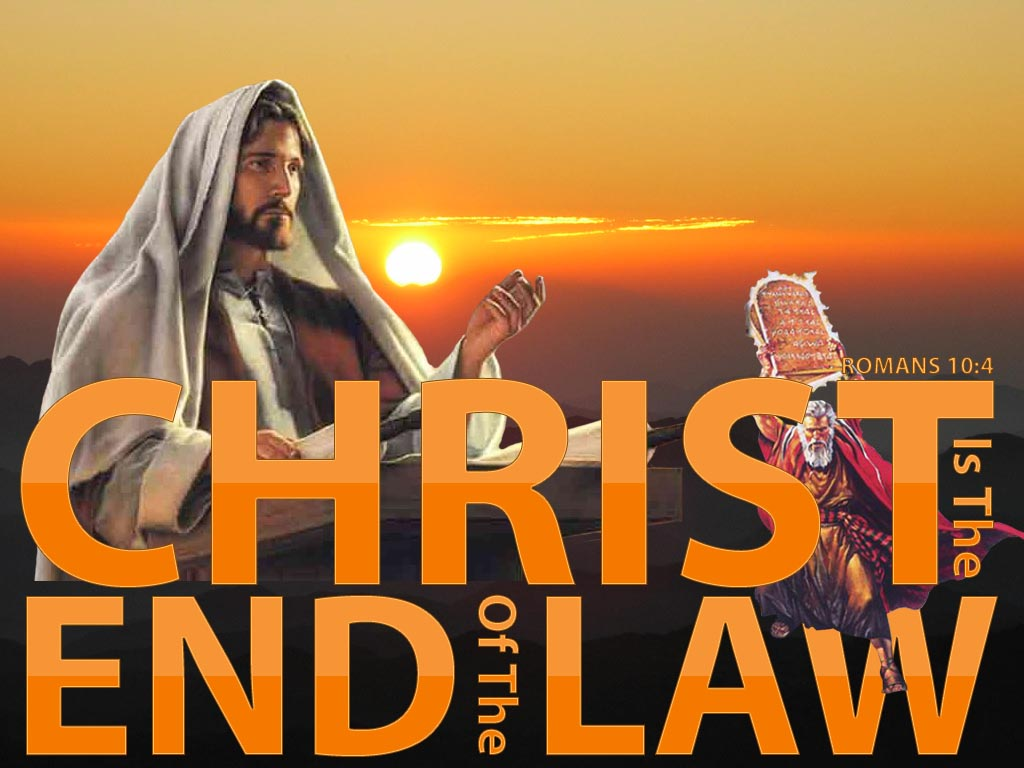 ROMANS 10:4
CHRIST
Is The
END
Of The
LAW